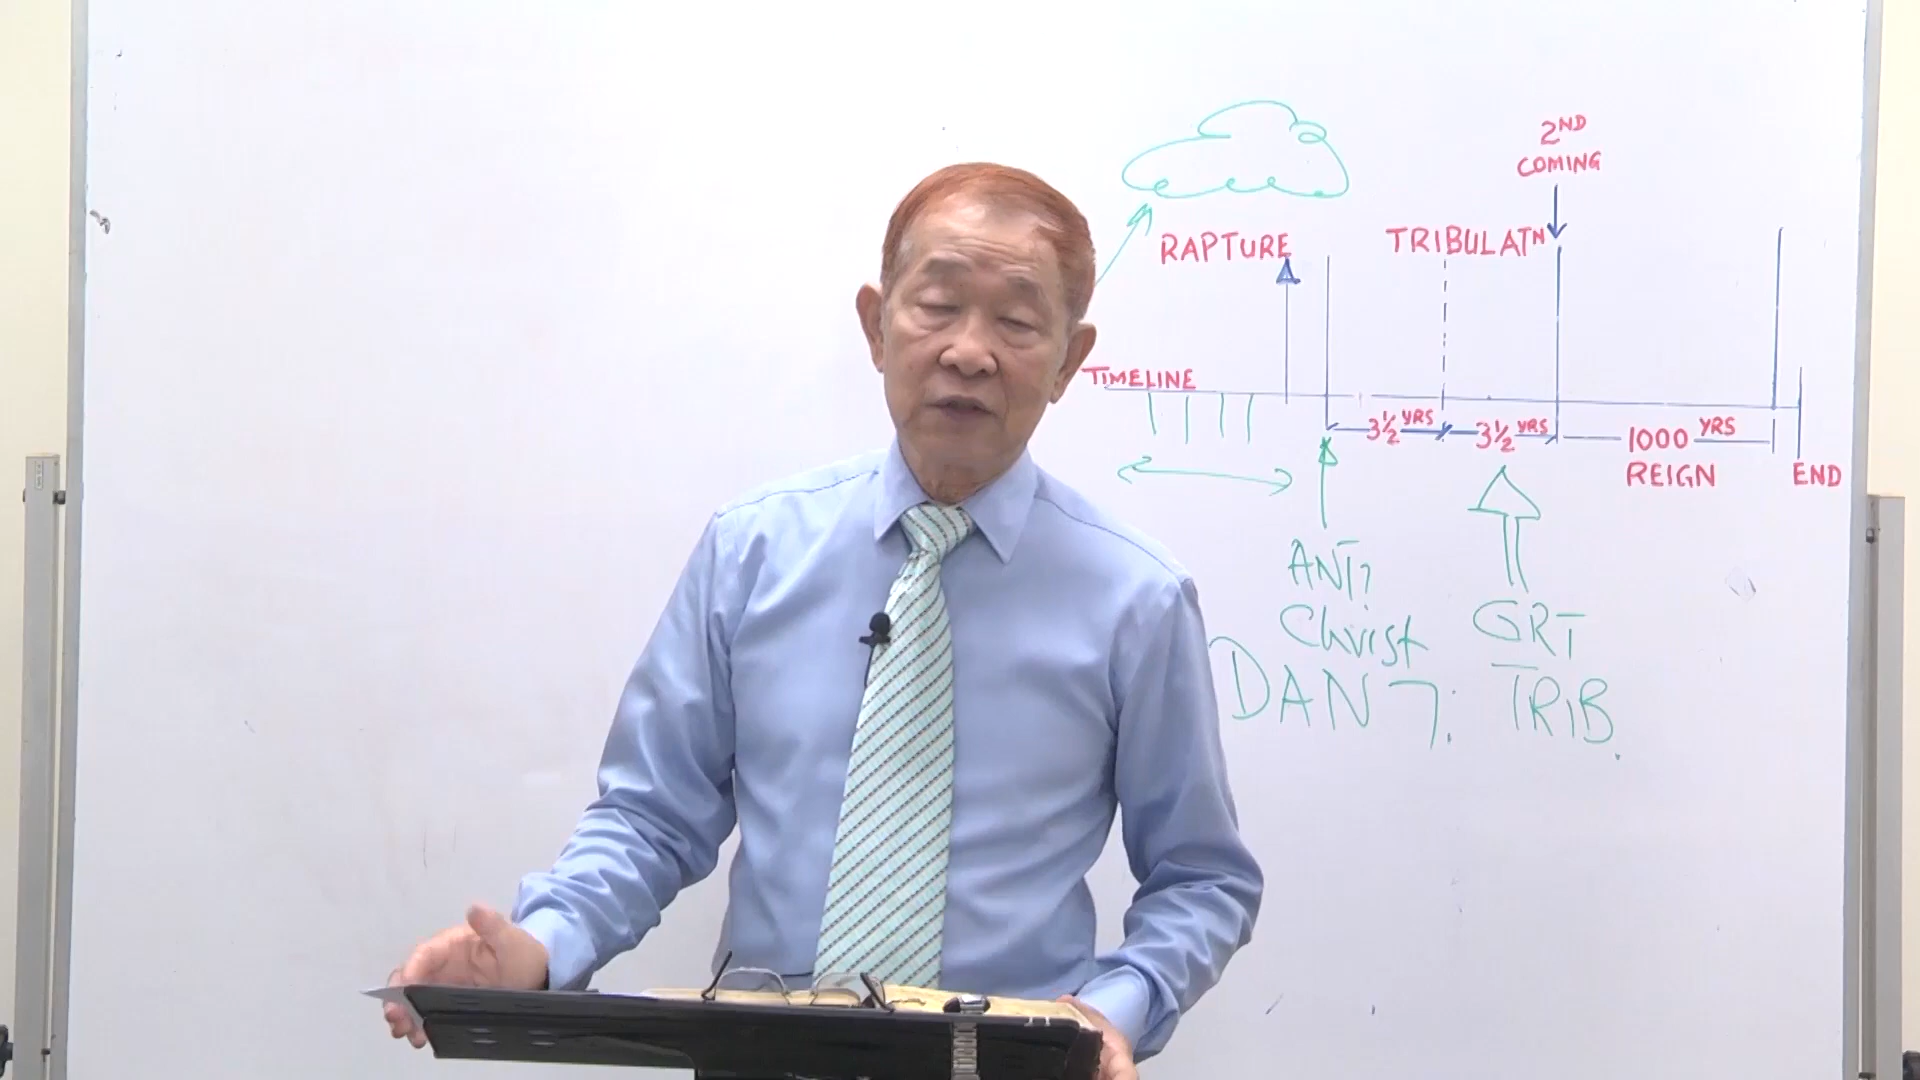 2ND
COMING
RAPTURE
TRIBULATN
TIMELINE
3½ YRS
3½ YRS
1000 YRS
REIGN
END
ANTI
Christ
GRT
TRIB.
DAN 7: